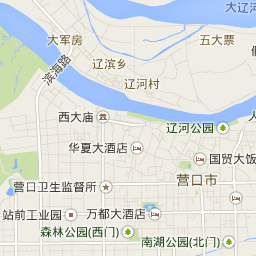 大辽河
大军房
五大票
辽滨乡
滨海路
辽河村
西大庙
辽河公园
华夏大酒店
国贸大饭
营口市
营口卫生监督所
站前工业园
万都大酒店
森林公园(西门)
南湖公园(北门)